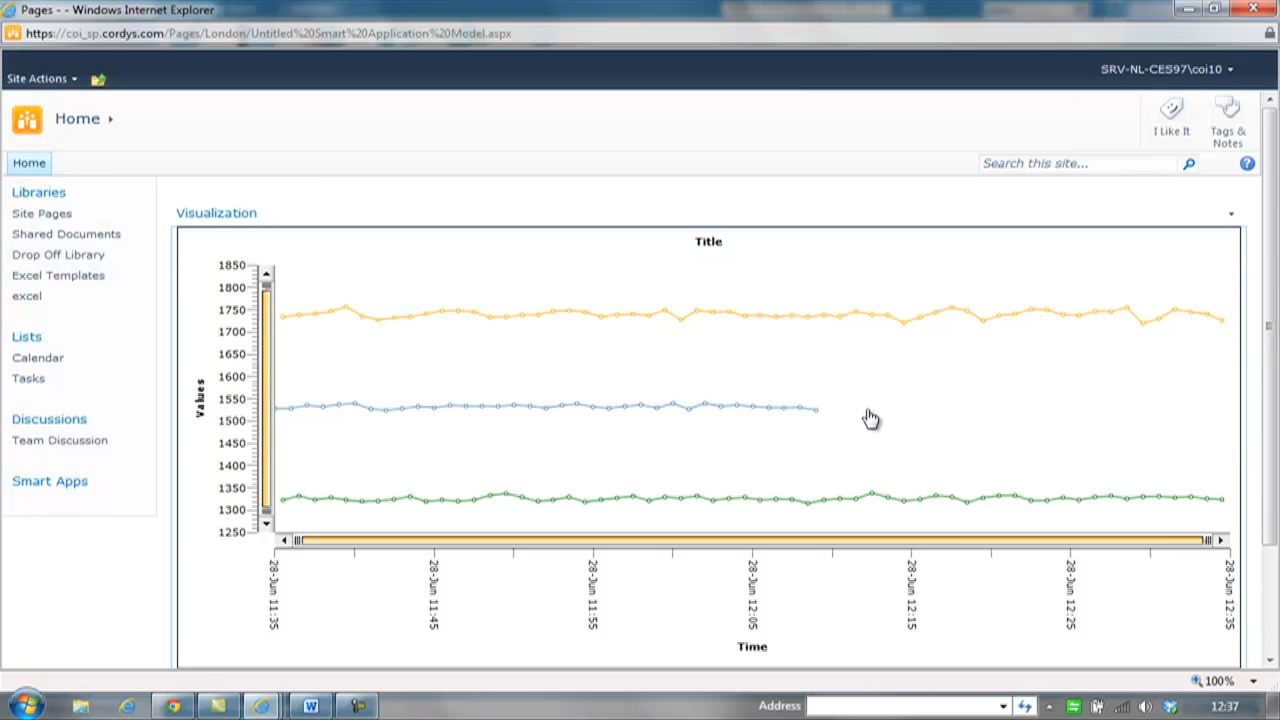 Pages - - Windows Internet Explorer
https://coi_sp.cordys.com/Pages/London/Untitled%20Smart%20Application%20Model.aspx
Site Actions
SRV-NL-CES97\coi10
Home
I Like It
Tags & Notes
Home
Search this site...
Libraries
Site Pages
Shared Documents
Drop Off Library
Excel Templates
excel
Lists
Calendar
Tasks
Discussions
Team Discussion
Smart Apps
Visualization
Title
1850
1800
1750
1700
1650
1600
1550
1500
1450
1400
1350
1300
1250
Values
28-Jun 11:35
28-Jun 11:45
28-Jun 11:55
28-Jun 12:05
28-Jun 12:15
28-Jun 12:25
28-Jun 12:35
Time
100%
Address
12:37